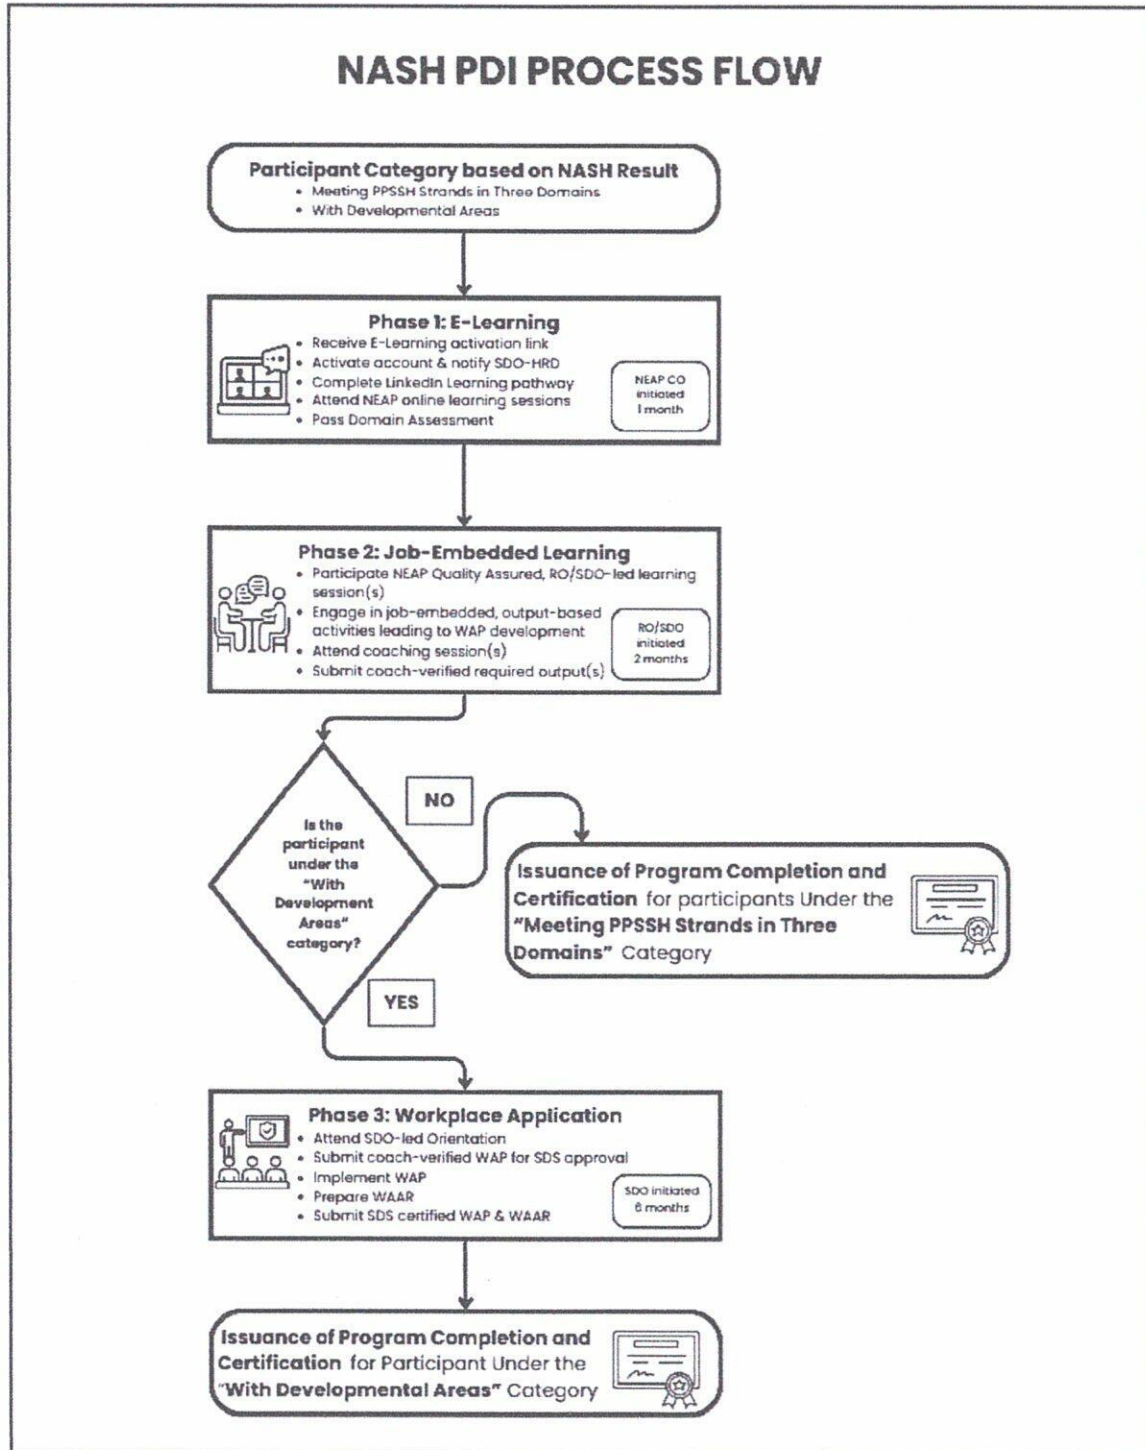 NASH PDI PROCESS FLOW
Participant Category based on NASH Result
• Meeting PPSSH Strands in Three Domains
• With Developmental Areas
Phase 1: E-Learning
• Receive E-Learning activation link
• Activate account & notify SDO-HRD
• Complete LinkedIn Learning pathway
• Attend NEAP online learning sessions
• Pass Domain Assessment
NEAP CO
initiated
1 month
Phase 2: Job-Embedded Learning
• Participate NEAP Quality Assured, RO/SDO-led learning
session(s)
• Engage in job-embedded, output-based
activities leading to WAP development
• Attend coaching session(s)
• Submit coach-verified required output(s)
RO/SDO
initiated
2 months
Is the
participant
under the
"With
Development
Areas"
category?
NO
Issuance of Program Completion and
Certification for participants Under the
"Meeting PPSSH Strands in Three
Domains" Category
YES
Phase 3: Workplace Application
• Attend SDO-led Orientation
• Submit coach-verified WAP for SDS approval
• Implement WAP
• Prepare WAAR
• Submit SDS certified WAP & WAAR
SDO initiated
6 months
Issuance of Program Completion and
Certification for Participant Under the
"With Developmental Areas" Category